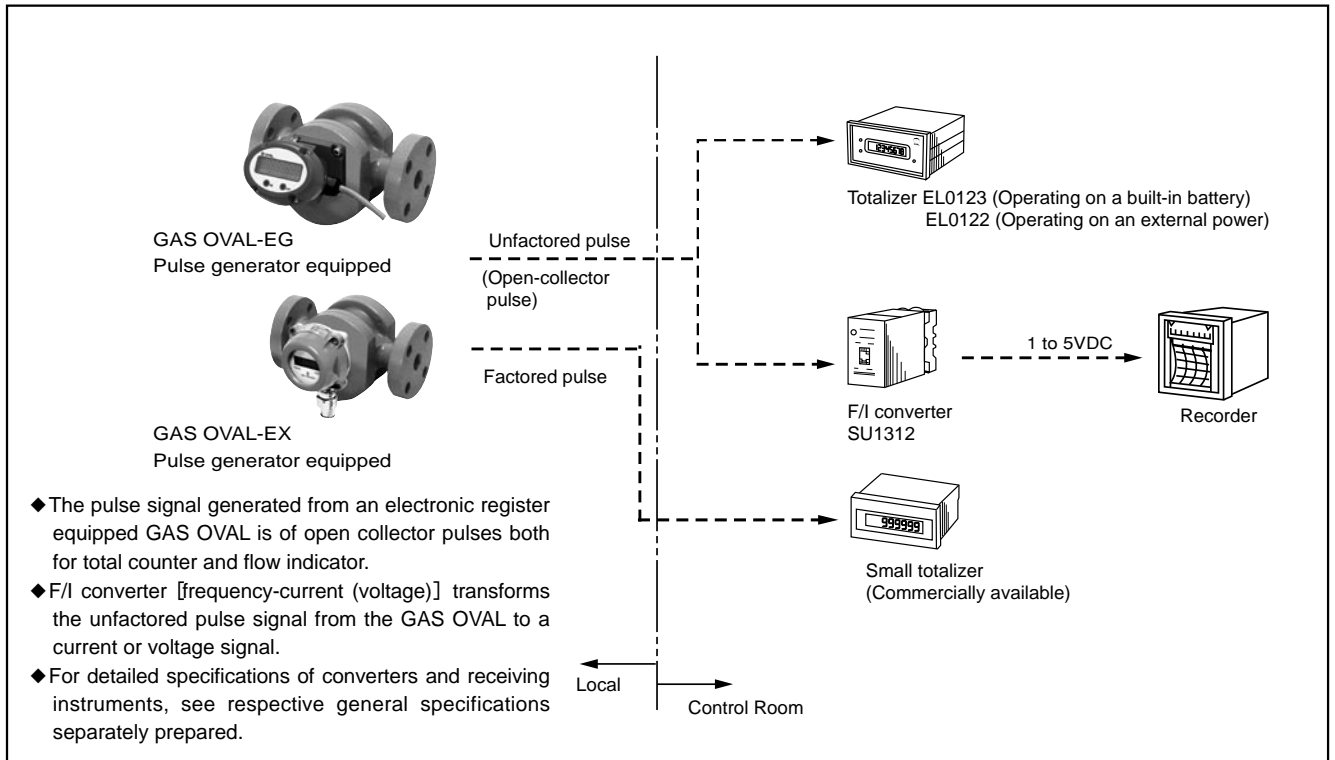 GAS OVAL-EG
Pulse generator equipped
Unfactored pulse
(Open-collector
pulse)
GAS OVAL-EX
Pulse generator equipped
Factored pulse
12345678
Totalizer EL0123 (Operating on a built-in battery)
EL0122 (Operating on an external power)
F/I converter
SU1312
1 to 5VDC
Recorder
999999
Small totalizer
(Commercially available)
◆The pulse signal generated from an electronic register
equipped GAS OVAL is of open collector pulses both
for total counter and flow indicator.
◆F/I converter [frequency-current (voltage)] transforms
the unfactored pulse signal from the GAS OVAL to a
current or voltage signal.
◆For detailed specifications of converters and receiving
instruments, see respective general specifications
separately prepared.
Local
Control Room